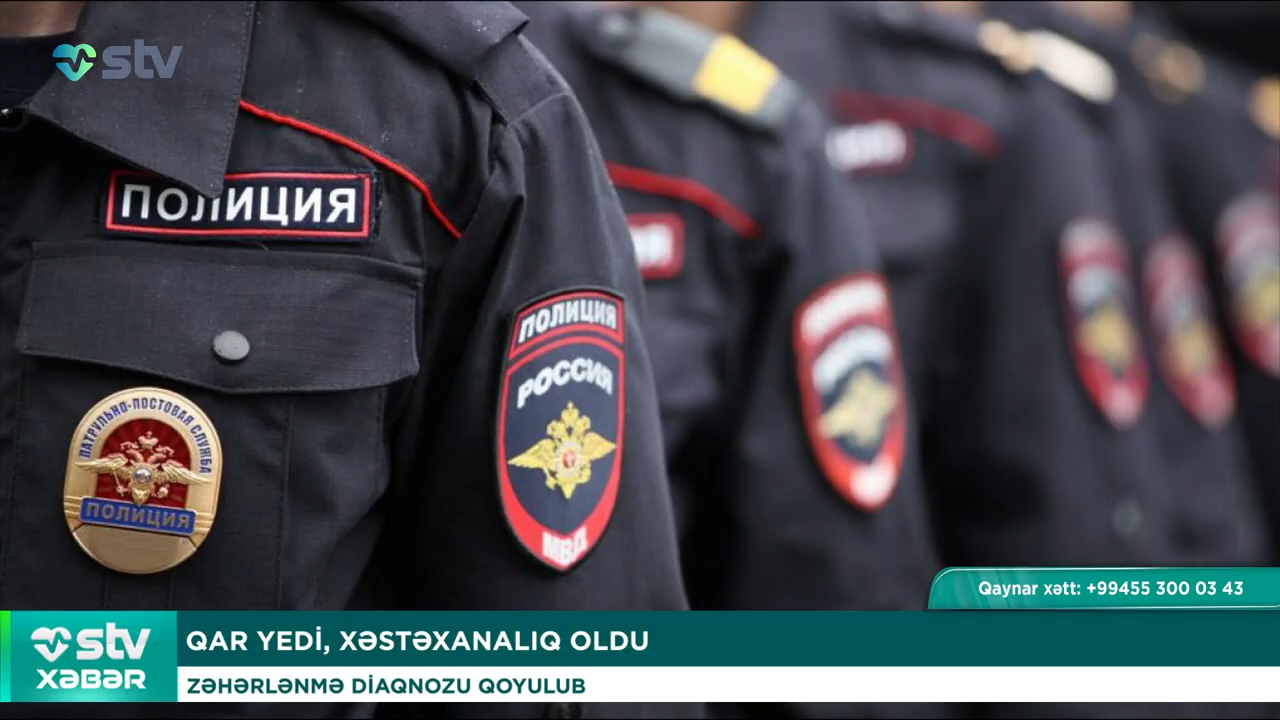 stv
ПОЛИЦИЯ
ПОЛИЦИЯ
РОССИЯ
МВД
ПАТРУЛЬНО-ПОСТОВАЯ СЛУЖБА
ПОЛИЦИЯ
Qaynar xətt: +99455 300 03 43
stv
XƏBƏR
QAR YEDİ, XƏSTƏXANALIQ OLDU
ZƏHƏRLƏNMƏ DİAQNOZU QOYULUB